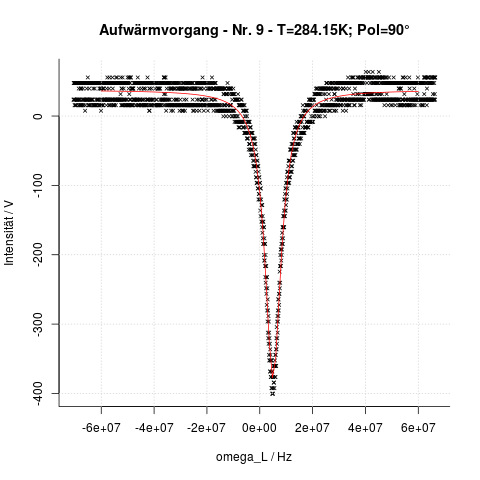 Aufwärmvorgang - Nr. 9 - T=284.15K; Pol=90°
Intensität / V
0
-100
-200
-300
-400
-6e+07 -4e+07 -2e+07 0e+00 2e+07 4e+07 6e+07
omega_L / Hz